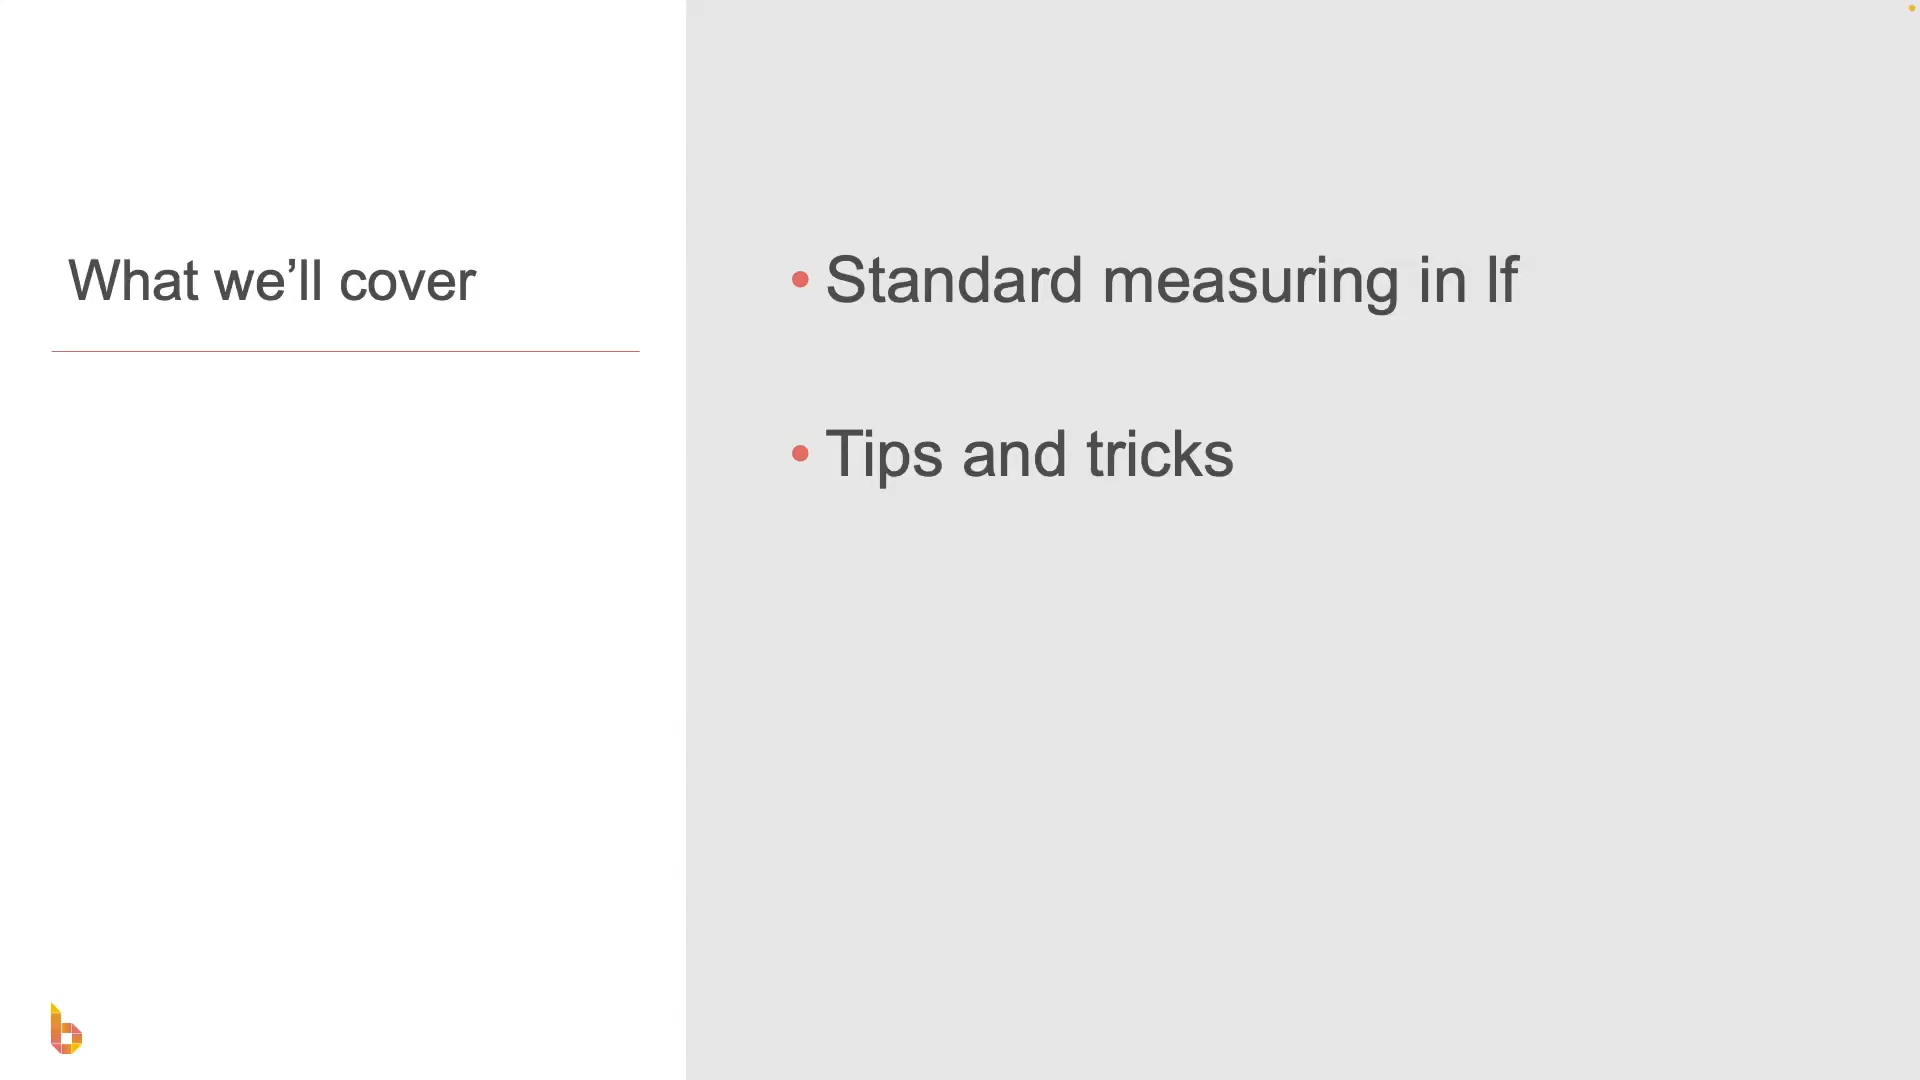 What we’ll cover
• Standard measuring in lf
• Tips and tricks